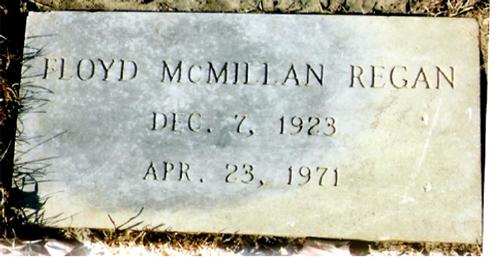 FLOYD McMILLAN REGAN
DEC. 7, 1923
APR. 23, 1971